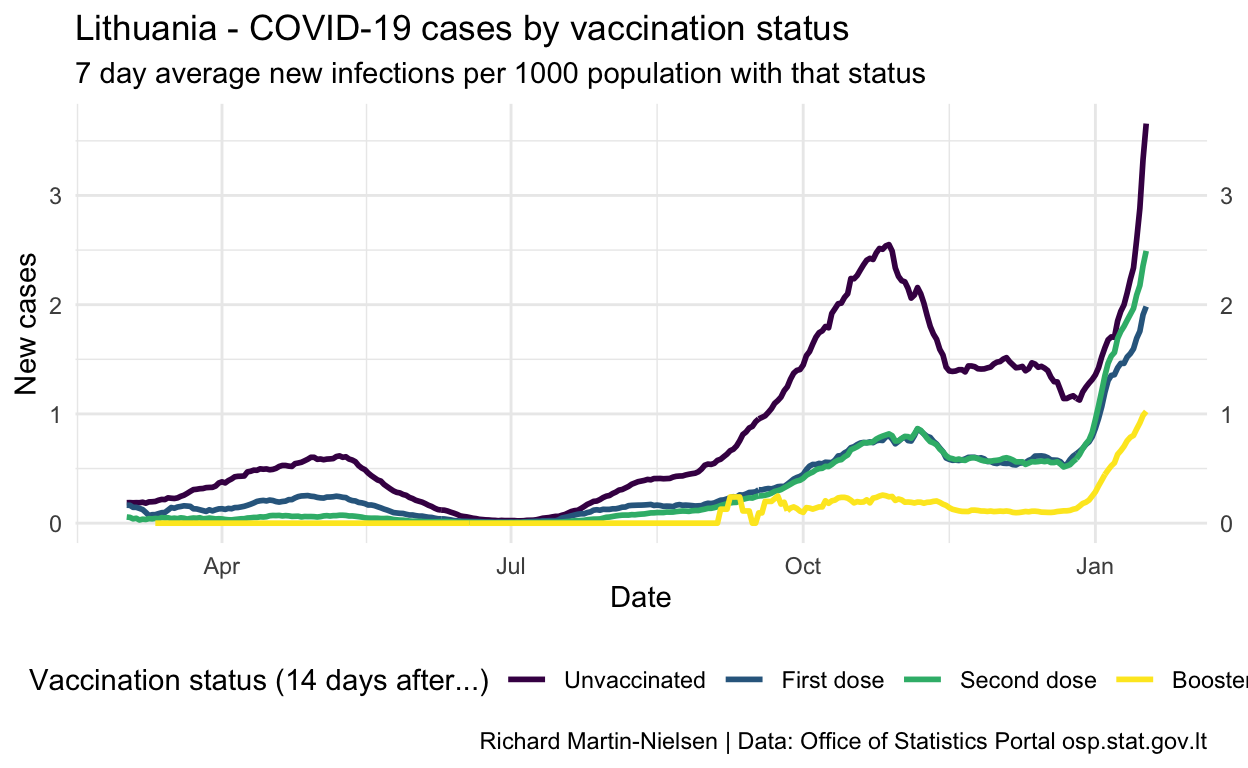 Lithuania - COVID-19 cases by vaccination status
7 day average new infections per 1000 population with that status
New cases
3 3
2 2
1 1
0 0
Apr Jul Oct Jan
Date
Vaccination status (14 days after...) Unvaccinated First dose Second dose Booster
Richard Martin-Nielsen | Data: Office of Statistics Portal osp.stat.gov.lt